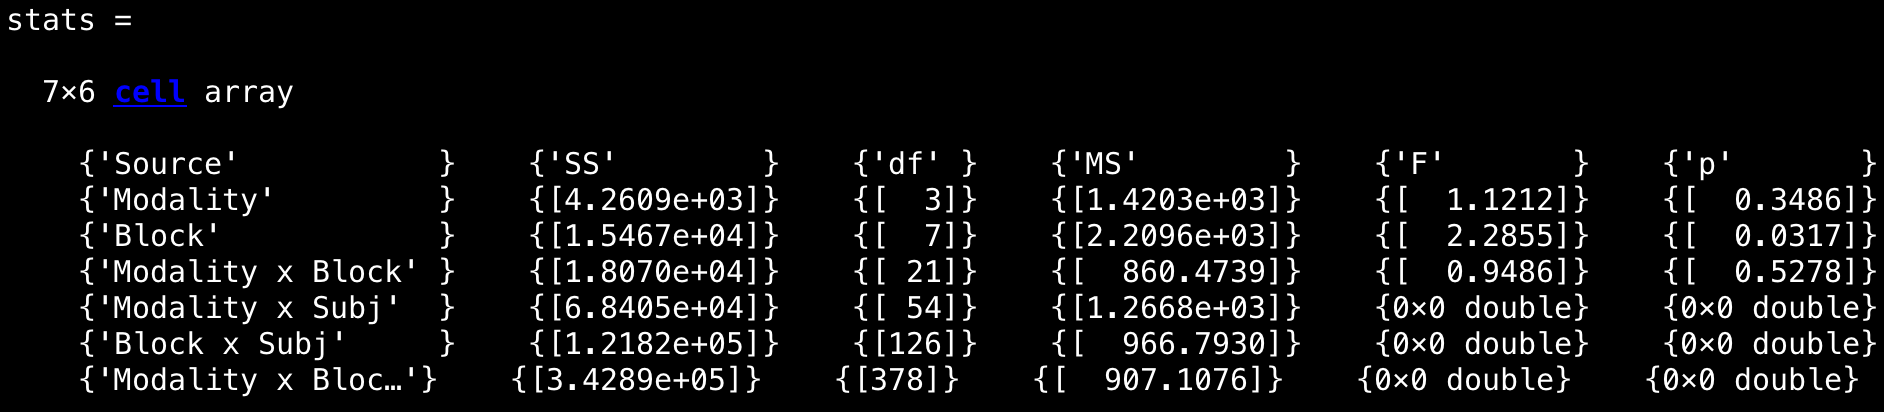 stats =
7×6 cell array
{'Source' } {'SS' } {'df' } {'MS' } {'F' } {'p' }
{'Modality' } {[4.2609e+03]} {[ 3]} {[1.4203e+03]} {[ 1.1212]} {[ 0.3486]}
{'Block' } {[1.5467e+04]} {[ 7]} {[2.2096e+03]} {[ 2.2855]} {[ 0.0317]}
{'Modality x Block' } {[1.8070e+04]} {[ 21]} {[ 860.4739]} {[ 0.9486]} {[ 0.5278]}
{'Modality x Subj' } {[6.8405e+04]} {[ 54]} {[1.2668e+03]} {0×0 double} {0×0 double}
{'Block x Subj' } {[1.2182e+05]} {[126]} {[ 966.7930]} {0×0 double} {0×0 double}
{'Modality x Bloc…'} {[3.4289e+05]} {[378]} {[ 907.1076]} {0×0 double} {0×0 double}